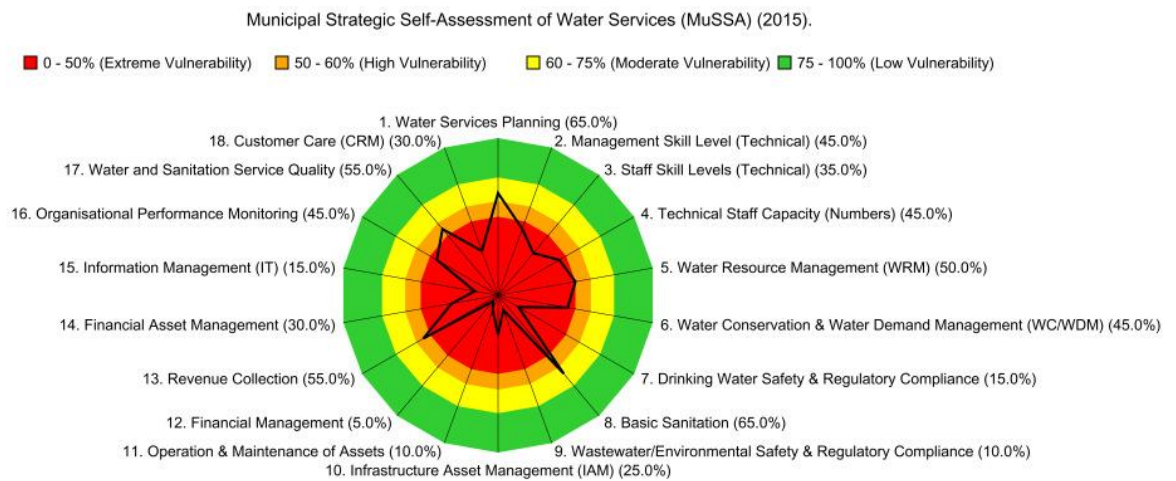 Municipal Strategic Self-Assessment of Water Services (MuSSA) (2015).
0 - 50% (Extreme Vulnerability)
50 - 60% (High Vulnerability)
60 - 75% (Moderate Vulnerability)
75 - 100% (Low Vulnerability)
1. Water Services Planning (65.0%)
2. Management Skill Level (Technical) (45.0%)
3. Staff Skill Levels (Technical) (35.0%)
4. Technical Staff Capacity (Numbers) (45.0%)
5. Water Resource Management (WRM) (50.0%)
6. Water Conservation & Water Demand Management (WC/WDM) (45.0%)
7. Drinking Water Safety & Regulatory Compliance (15.0%)
8. Basic Sanitation (65.0%)
9. Wastewater/Environmental Safety & Regulatory Compliance (10.0%)
10. Infrastructure Asset Management (IAM) (25.0%)
11. Operation & Maintenance of Assets (10.0%)
12. Financial Management (5.0%)
13. Revenue Collection (55.0%)
14. Financial Asset Management (30.0%)
15. Information Management (IT) (15.0%)
16. Organisational Performance Monitoring (45.0%)
17. Water and Sanitation Service Quality (55.0%)
18. Customer Care (CRM) (30.0%)